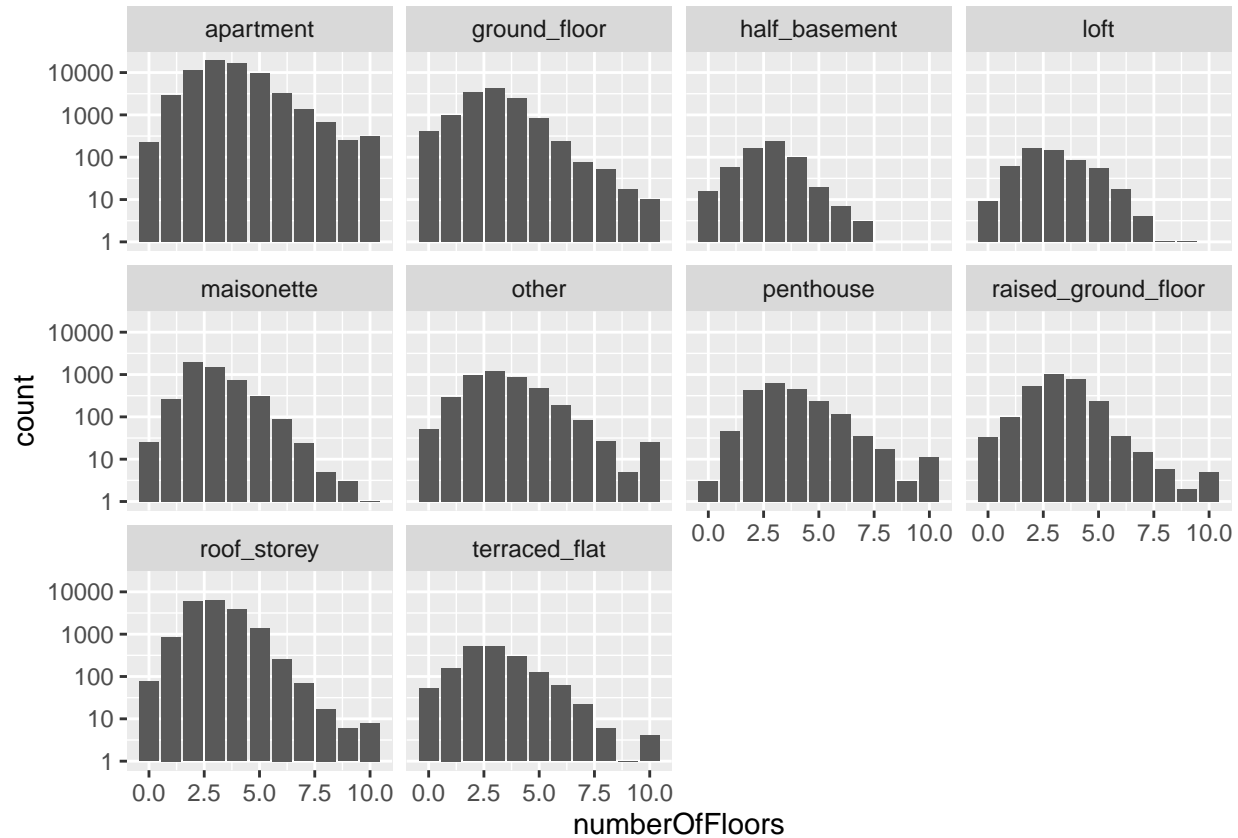 apartment
ground_floor
half_basement
loft
10000
1000
100
10
1
maisonette
other
penthouse
raised_ground_floor
10000
1000
100
10
1
0.0 2.5 5.0 7.5 10.0
0.0 2.5 5.0 7.5 10.0
roof_storey
terraced_flat
10000
1000
100
10
1
0.0 2.5 5.0 7.5 10.0
0.0 2.5 5.0 7.5 10.0
numberOfFloors
count